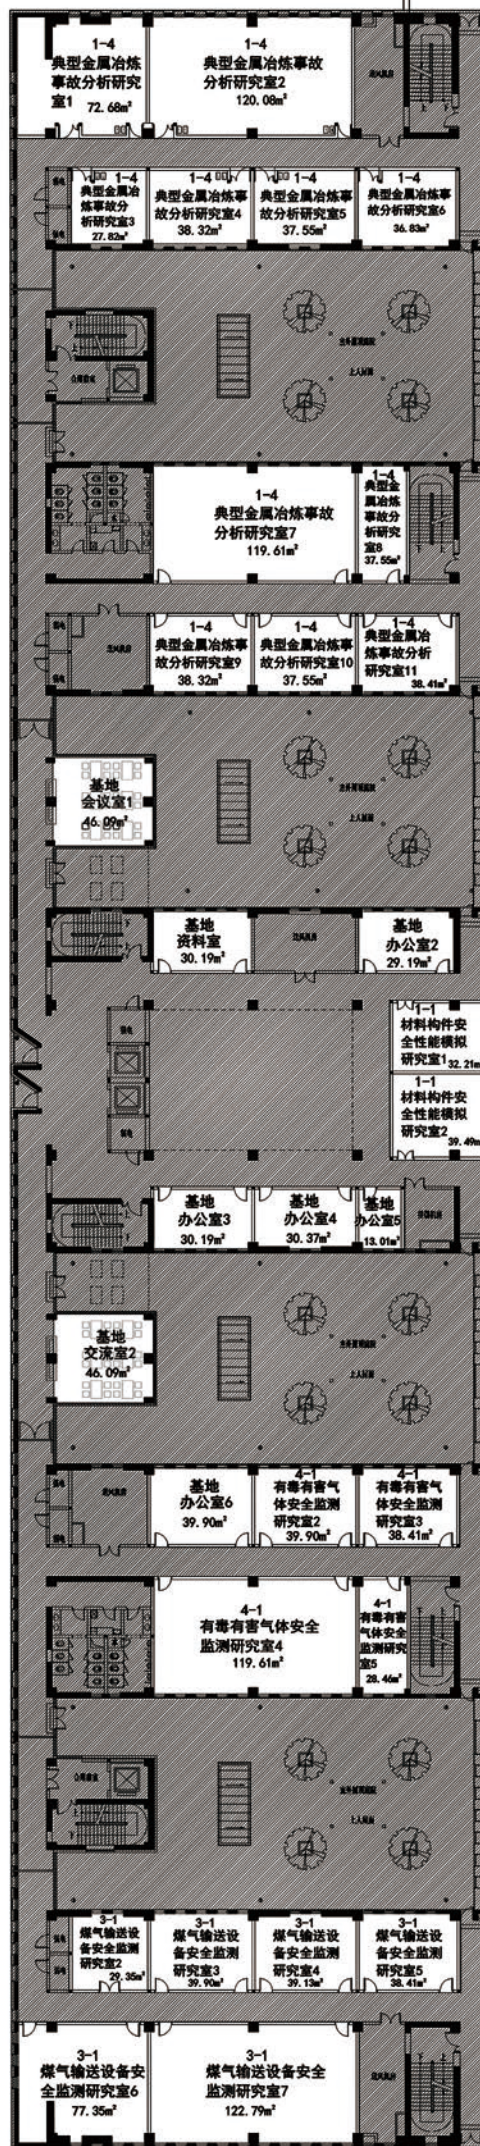 1-4
典型金属冶炼
事故分析研究
室1 72.68m²
1-4
典型金属冶炼事故
分析研究室2
120.08m²
上
下
1-4
典型金属冶
炼事故分
析研究室3
27.82m²
1-4
典型金属冶炼事
故分析研究室4
38.32m²
1-4
典型金属冶炼事
故分析研究室5
37.55m²
1-4
典型金属冶炼事
故分析研究室6
36.83m²
下
上
上人屋面
1-4
典型金属冶炼事故
分析研究室7
119.61m²
1-4
典型金
属冶炼
事故分
析研究
室8
37.55m²
1-4
典型金属冶炼事
故分析研究室9
38.32m²
1-4
典型金属冶炼事
故分析研究室10
37.55m²
1-4
典型金属冶
炼事故分析
研究室11
38.41m²
基地
会议室1
46.09m²
上人屋面
基地
资料室
30.19m²
基地
办公室2
29.19m²
1-1
材料构件安
全性能模拟
研究室1 32.21m²
1-1
材料构件安
全性能模拟
研究室2
39.49m²
基地
办公室3
30.19m²
基地
办公室4
30.37m²
基地
办公室5
13.01m²
基地
交流室2
46.09m²
上人屋面
基地
办公室6
39.90m²
4-1
有毒有害气
体安全监测
研究室2
39.90m²
4-1
有毒有害气
体安全监测
研究室3
38.41m²
4-1
有毒有害气体安全
监测研究室4
119.61m²
4-1
有毒有害
气体安全
监测研究
室5
28.46m²
上人屋面
3-1
煤气输送设
备安全监测
研究室2
29.35m²
3-1
煤气输送设
备安全监测
研究室3
39.90m²
3-1
煤气输送设
备安全监测
研究室4
39.13m²
3-1
煤气输送设
备安全监测
研究室5
38.41m²
3-1
煤气输送设备安
全监测研究室6
77.35m²
3-1
煤气输送设备安全
监测研究室7
122.79m²
下
上